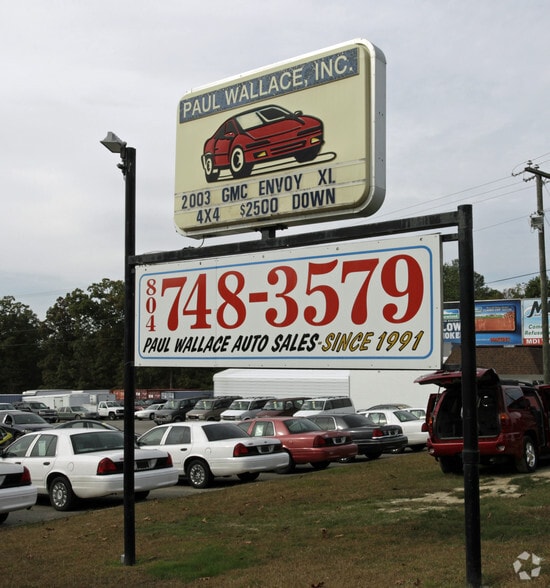 PAUL WALLACE, INC.
2003 GMC ENVOY XL
4X4 $2500 DOWN
804 748-3579
PAUL WALLACE AUTO SALES - SINCE 1991